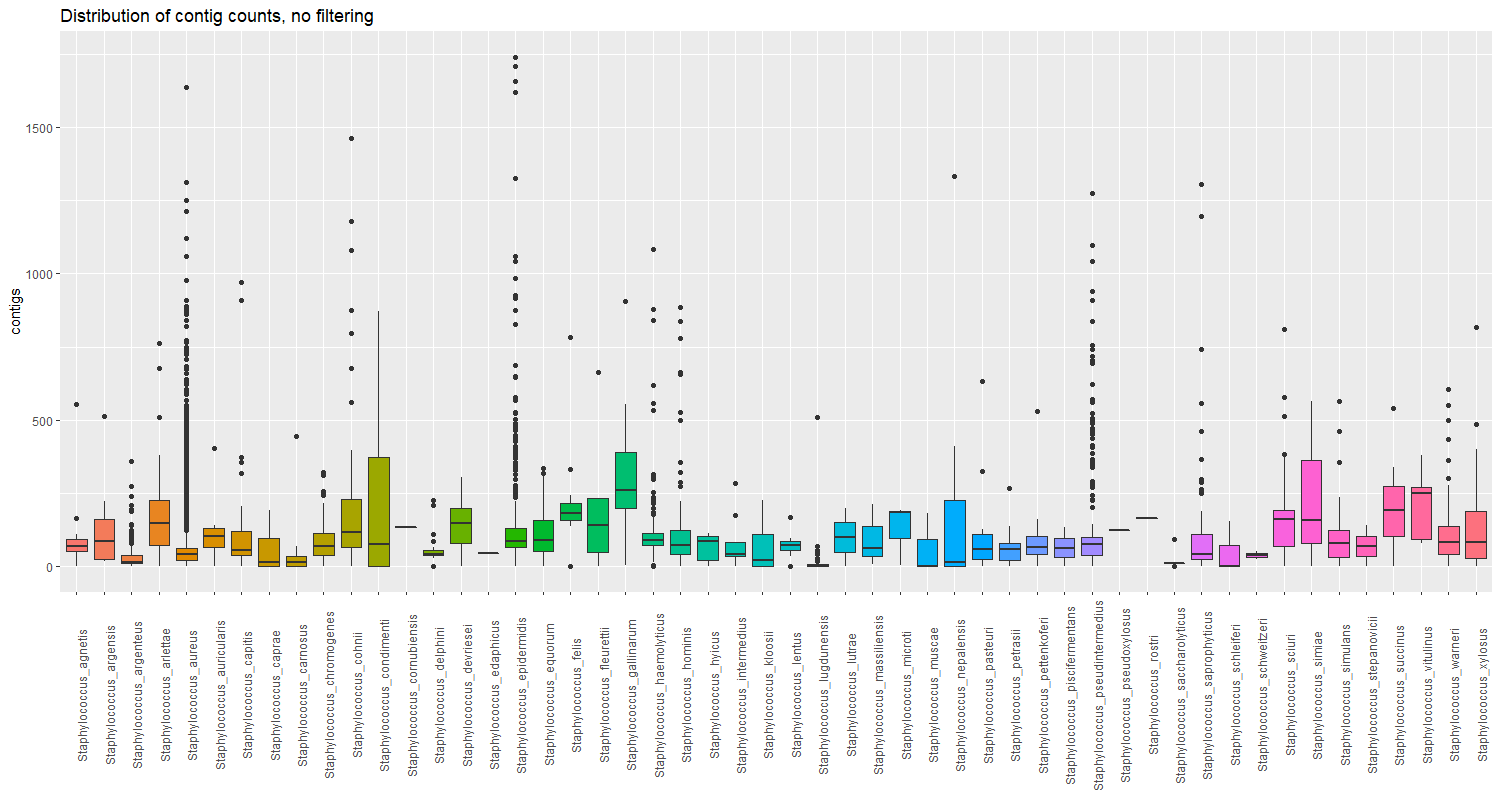 Distribution of contig counts, no filtering
1500
1000
500
0
contigs
Staphylococcus_agnetis
Staphylococcus_argensis
Staphylococcus_argenteus
Staphylococcus_arlettae
Staphylococcus_aureus
Staphylococcus_auricularis
Staphylococcus_capitis
Staphylococcus_caprae
Staphylococcus_carnosus
Staphylococcus_chromogenes
Staphylococcus_cohnii
Staphylococcus_condimenti
Staphylococcus_cornubiensis
Staphylococcus_delphini
Staphylococcus_devriesei
Staphylococcus_edaphicus
Staphylococcus_epidermidis
Staphylococcus_equorum
Staphylococcus_felis
Staphylococcus_fleurettii
Staphylococcus_gallinarum
Staphylococcus_haemolyticus
Staphylococcus_hominis
Staphylococcus_hyicus
Staphylococcus_intermedius
Staphylococcus_kloosii
Staphylococcus_lentus
Staphylococcus_lugdunensis
Staphylococcus_lutrae
Staphylococcus_massiliensis
Staphylococcus_microti
Staphylococcus_muscae
Staphylococcus_nepalensis
Staphylococcus_pasteuri
Staphylococcus_petrasii
Staphylococcus_pettenkoferi
Staphylococcus_piscifermentans
Staphylococcus_pseudintermedius
Staphylococcus_pseudoxylosus
Staphylococcus_rostri
Staphylococcus_saccharolyticus
Staphylococcus_saprophyticus
Staphylococcus_schleiferi
Staphylococcus_schweitzeri
Staphylococcus_sciuri
Staphylococcus_simiae
Staphylococcus_simulans
Staphylococcus_stepanovicii
Staphylococcus_succinus
Staphylococcus_vitulinus
Staphylococcus_warneri
Staphylococcus_xylosus